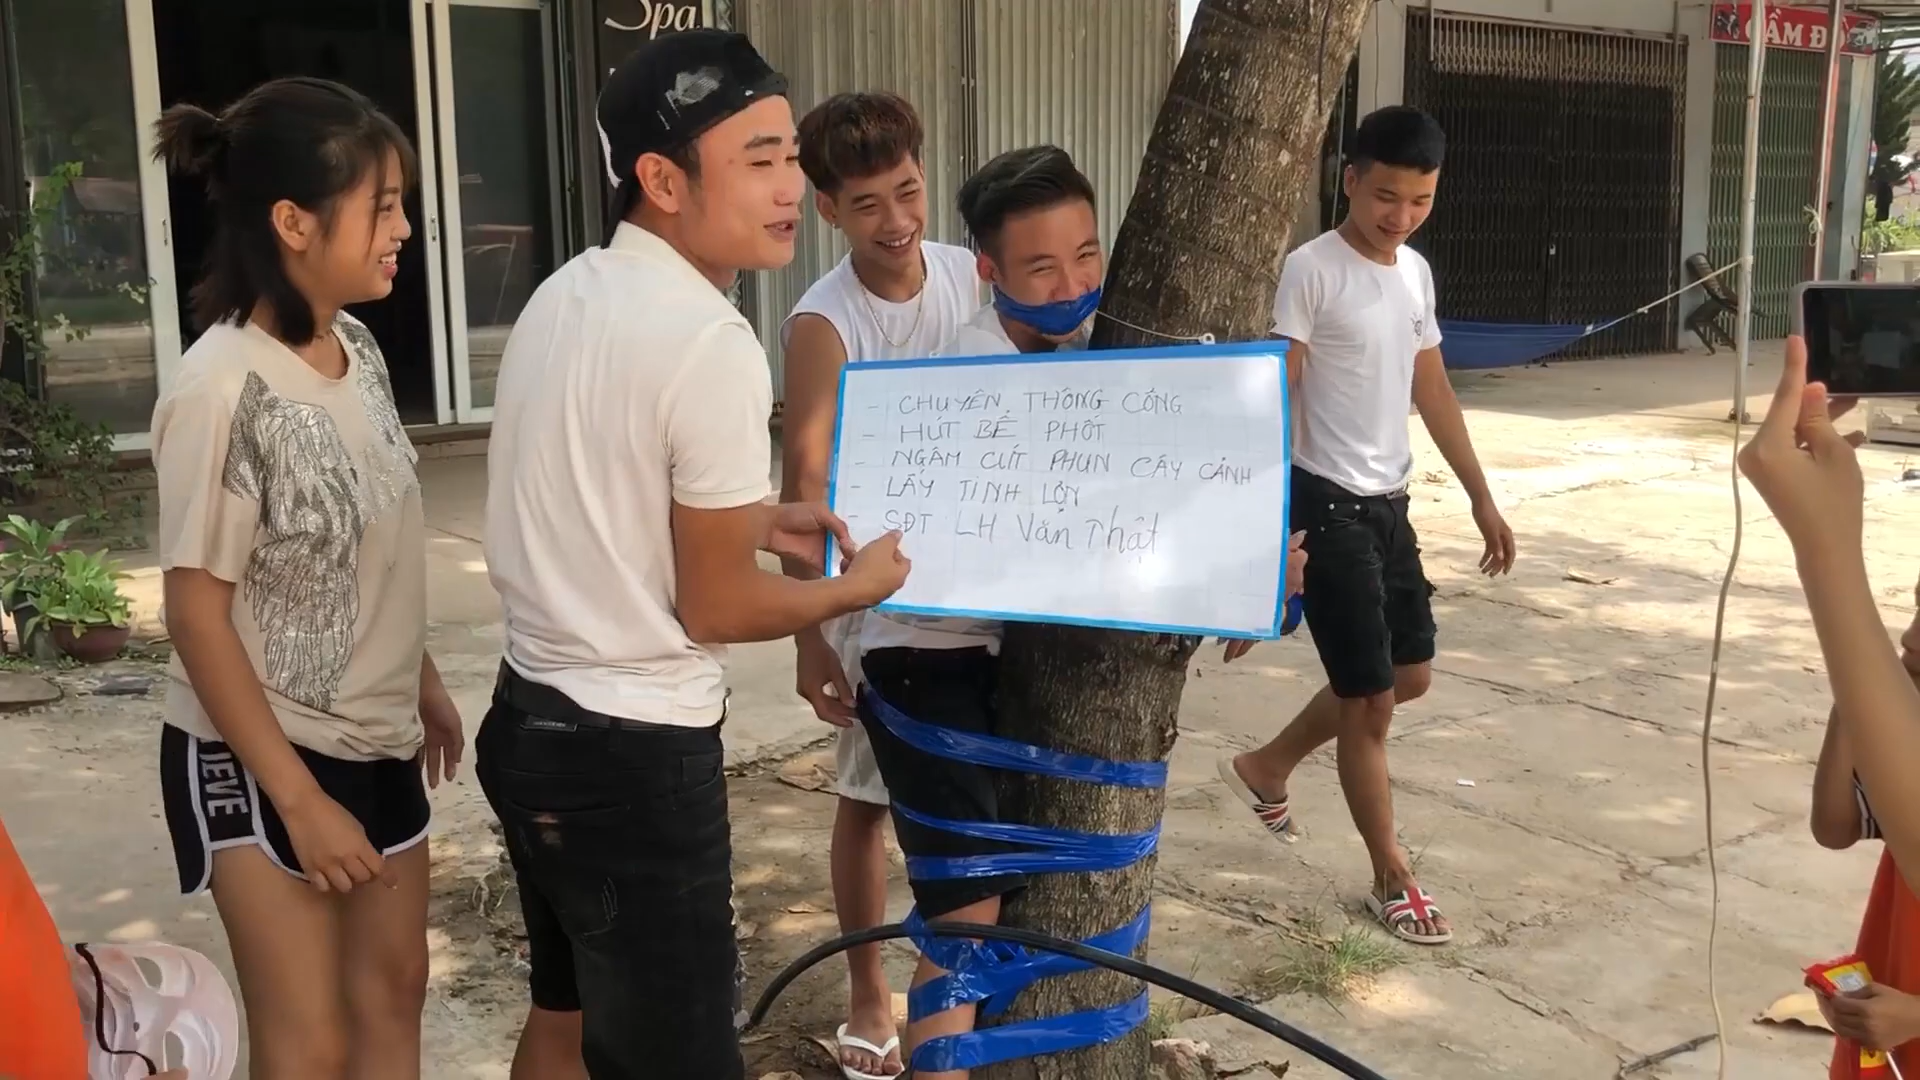 Spa
CẦM ĐỒ
- CHUYÊN THÔNG CỐNG
- HÚT BỂ PHỐT
- NGÂM CỨT PHUN CÂY CẢNH
- LẤY TINH LỢN
- SĐT LH Văn Thật